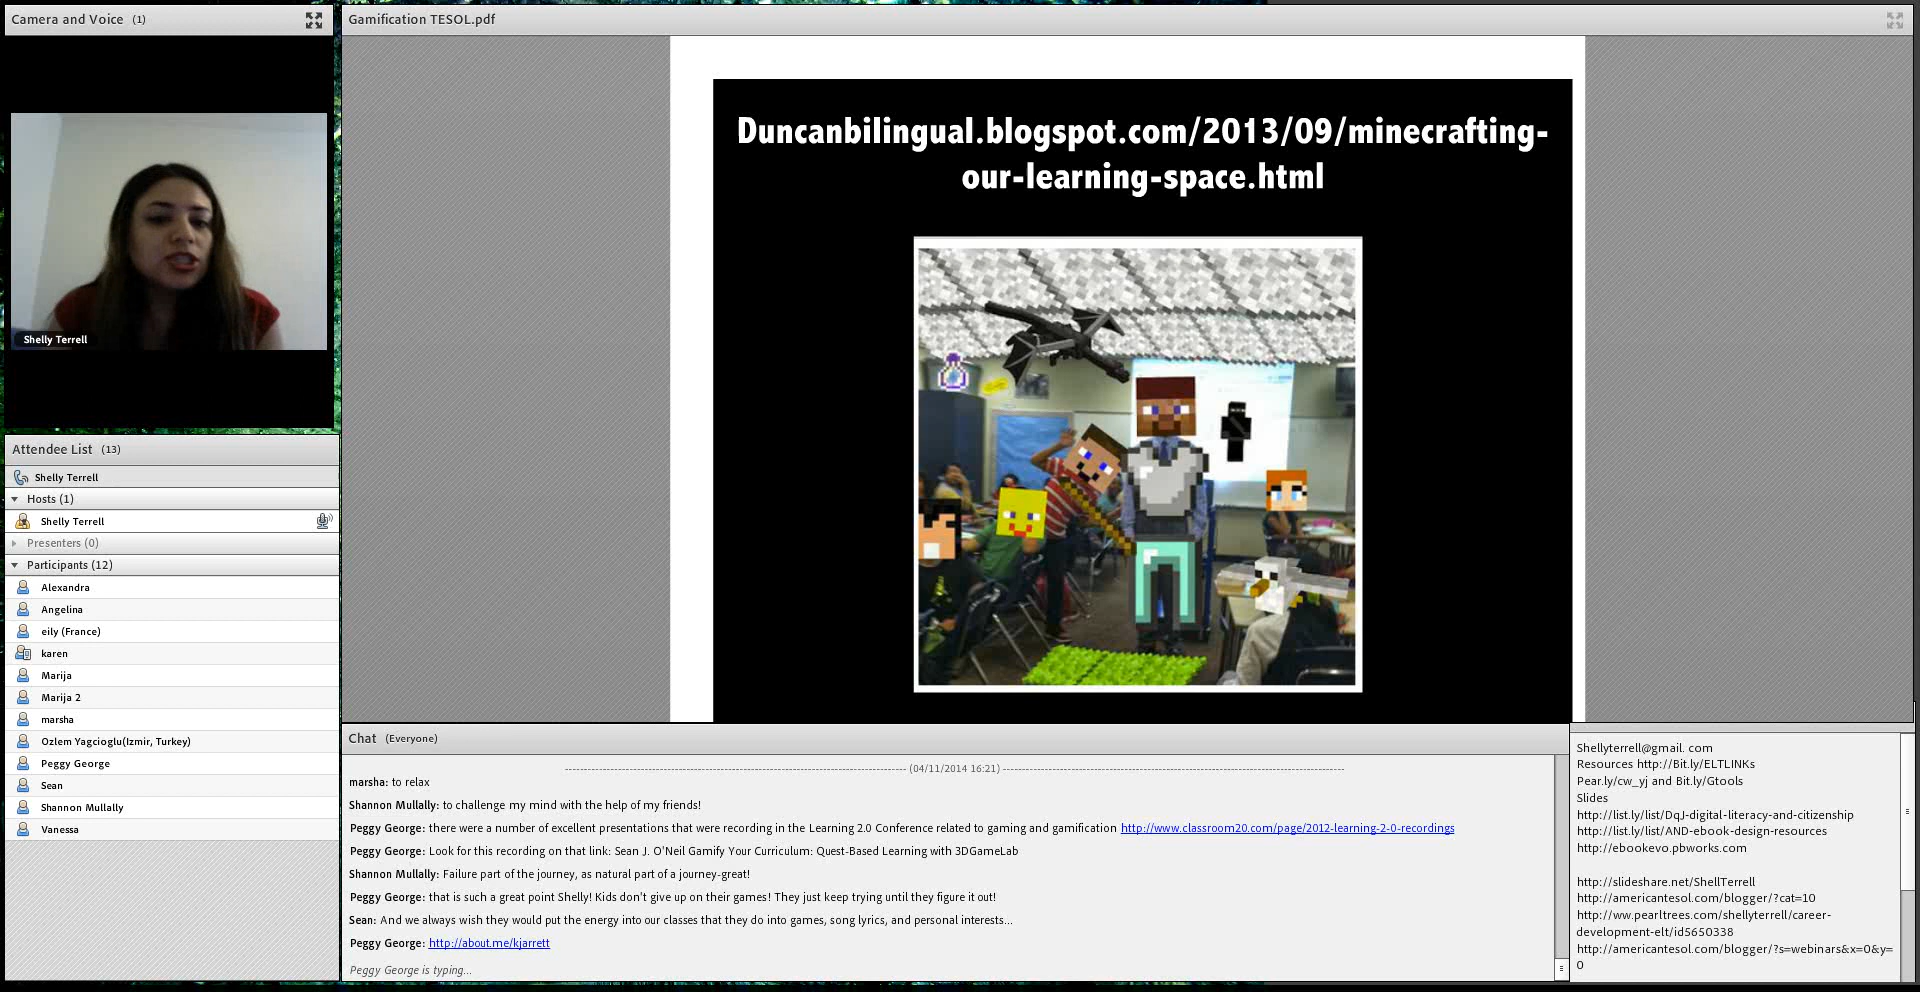 Camera and Voice (1)
Shelly Terrell
Attendee List (13)
Shelly Terrell
Hosts (1)
Shelly Terrell
Presenters (0)
Participants (12)
Alexandra
Angelina
eily (France)
karen
Marija
Marija 2
marsha
Ozlem Yagcioglu(Izmir, Turkey)
Peggy George
Sean
Shannon Mullally
Vanessa
Gamification TESOL.pdf
Duncanbilingual.blogspot.com/2013/09/minecrafting-
our-learning-space.html
Chat (Everyone)
(04/11/2014 16:21)
marsha: to relax
Shannon Mullally: to challenge my mind with the help of my friends!
Peggy George: there were a number of excellent presentations that were recording in the Learning 2.0 Conference related to gaming and gamification http://www.classroom20.com/page/2012-learning-2-0-recordings
Peggy George: Look for this recording on that link: Sean J. O'Neil Gamify Your Curriculum: Quest-Based Learning with 3DGameLab
Shannon Mullally: Failure part of the journey, as natural part of a journey-great!
Peggy George: that is such a great point Shelly! Kids don't give up on their games! They just keep trying until they figure it out!
Sean: And we always wish they would put the energy into our classes that they do into games, song lyrics, and personal interests...
Peggy George: http://about.me/kjarrett
Peggy George is typing...
Shellyterrell@gmail. com
Resources http://Bit.ly/ELTLINKs
Pear.ly/cw_yj and Bit.ly/Gtools
Slides
http://list.ly/list/DqJ-digital-literacy-and-citizenship
http://list.ly/list/AND-ebook-design-resources
http://ebookevo.pbworks.com
http://slideshare.net/ShellTerrell
http://americantesol.com/blogger/?cat=10
http://ww.pearltrees.com/shellyterrell/career-
development-elt/id5650338
http://americantesol.com/blogger/?s=webinars&x=0&y=
0